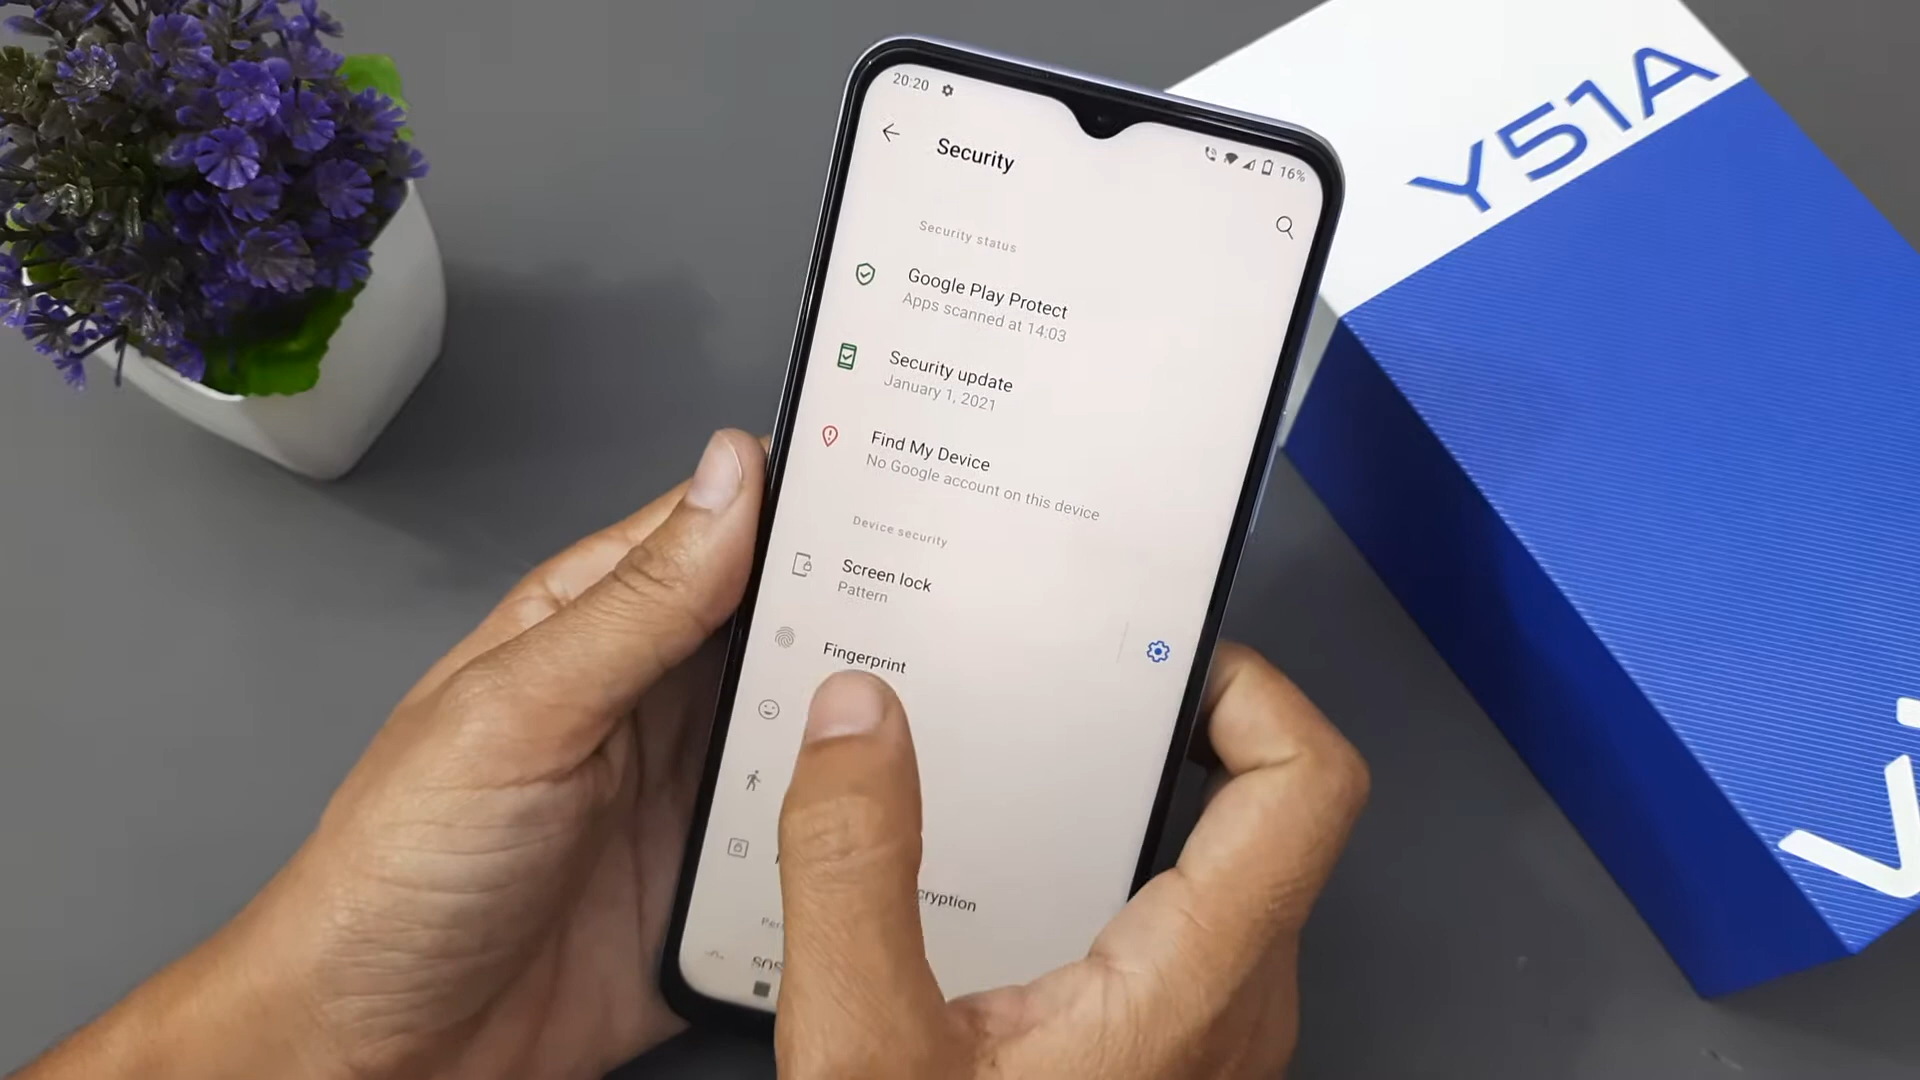 20:20
16%
Security
Security status
Google Play Protect
Apps scanned at 14:03
Security update
January 1, 2021
Find My Device
No Google account on this device
Device security
Screen lock
Pattern
Fingerprint
cryption
SOS
Y51A